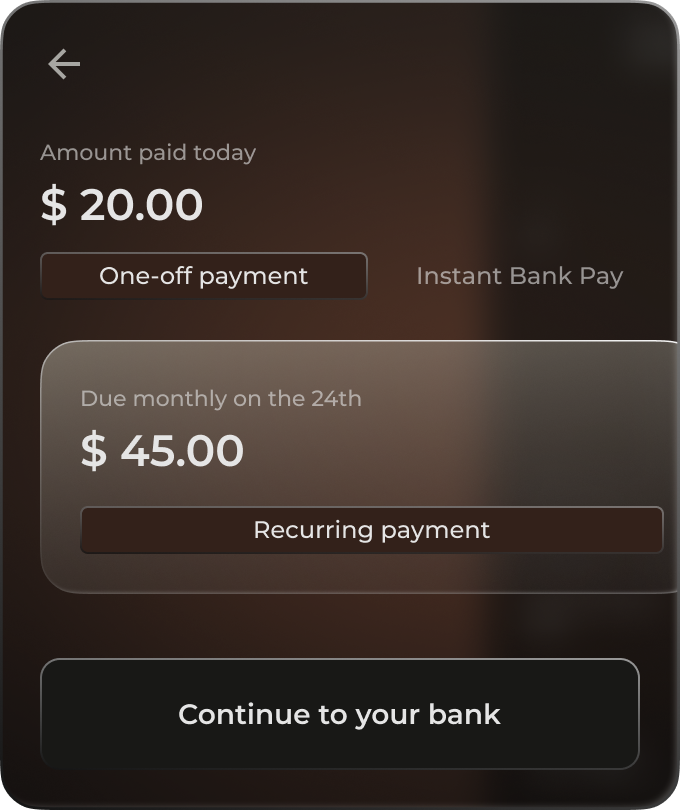 Amount paid today
$ 20.00
One-off payment Instant Bank Pay
Due monthly on the 24th
$ 45.00
Recurring payment
Continue to your bank